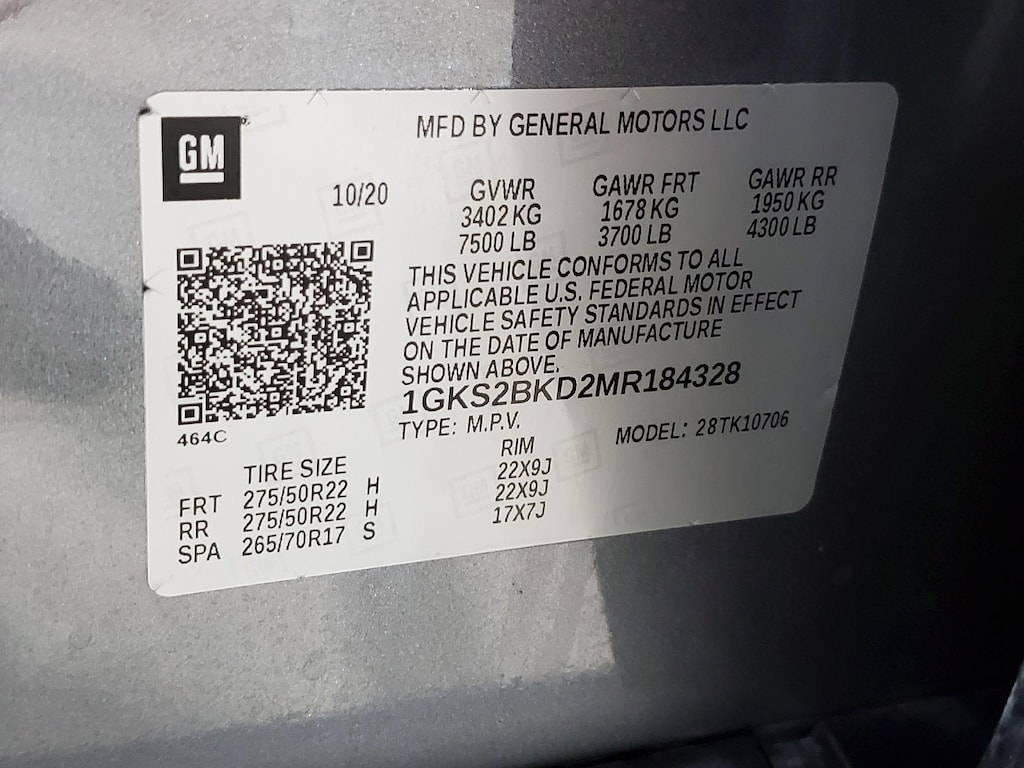 GM
MFD BY GENERAL MOTORS LLC
10/20
GVWR GAWR FRT GAWR RR
3402 KG 1678 KG 1950 KG
7500 LB 3700 LB 4300 LB
THIS VEHICLE CONFORMS TO ALL
APPLICABLE U.S. FEDERAL MOTOR
VEHICLE SAFETY STANDARDS IN EFFECT
ON THE DATE OF MANUFACTURE
SHOWN ABOVE.
1GKS2BKD2MR184328
464C
TYPE: M.P.V. MODEL: 28TK10706
TIRE SIZE RIM
FRT 275/50R22 H 22X9J
RR 275/50R22 H 22X9J
SPA 265/70R17 S 17X7J